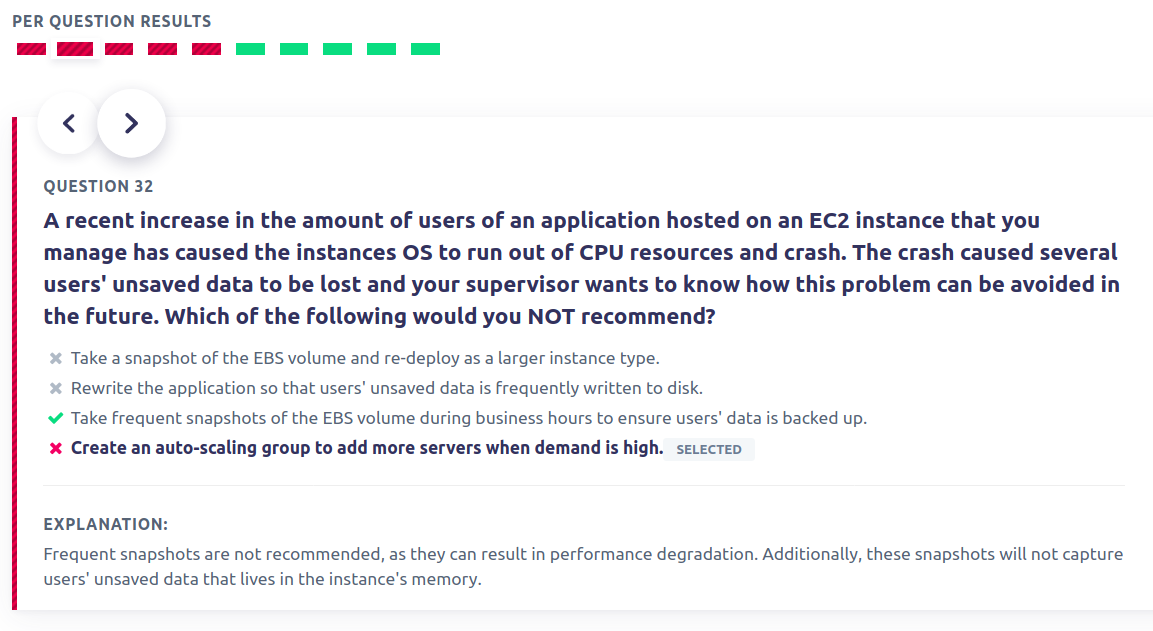 PER QUESTION RESULTS
QUESTION 32
A recent increase in the amount of users of an application hosted on an EC2 instance that you
manage has caused the instances OS to run out of CPU resources and crash. The crash caused several
users' unsaved data to be lost and your supervisor wants to know how this problem can be avoided in
the future. Which of the following would you NOT recommend?
Take a snapshot of the EBS volume and re-deploy as a larger instance type.
Rewrite the application so that users' unsaved data is frequently written to disk.
Take frequent snapshots of the EBS volume during business hours to ensure users' data is backed up.
Create an auto-scaling group to add more servers when demand is high. SELECTED
EXPLANATION:
Frequent snapshots are not recommended, as they can result in performance degradation. Additionally, these snapshots will not capture
users' unsaved data that lives in the instance's memory.